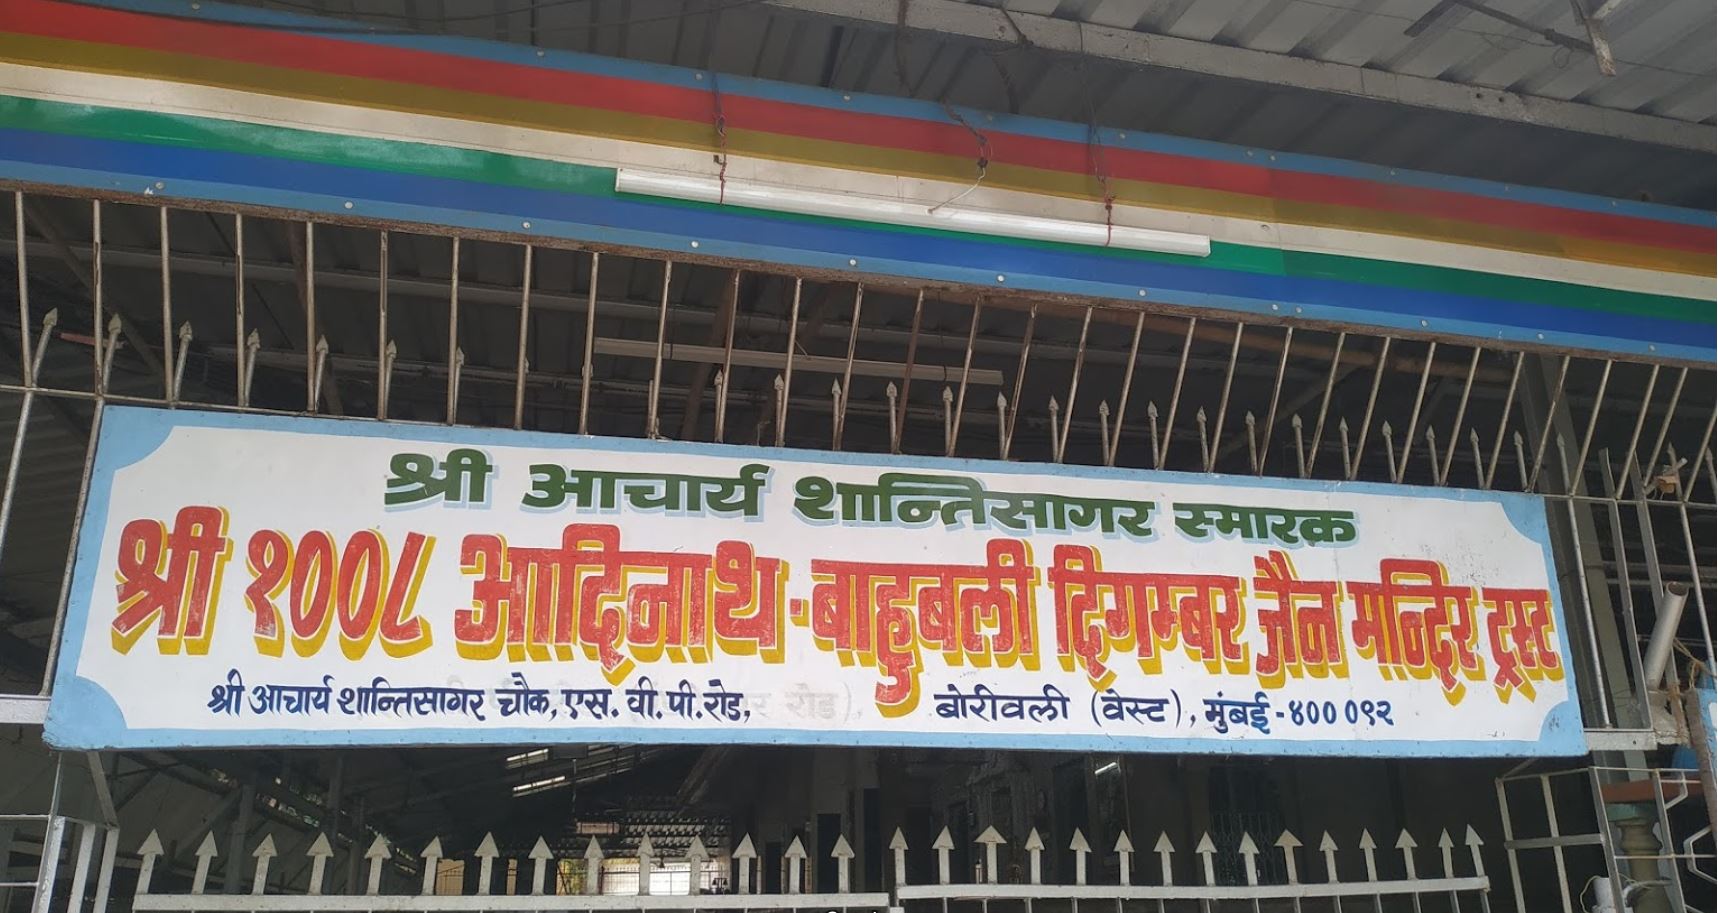 श्री आचार्य शान्तिसागर स्मारक
श्री १००८ आदिनाथ-बाहुबली दिगम्बर जैन मन्दिर ट्रस्ट
श्री आचार्य शान्तिसागर चौक, एस. वी. पी. रोड, बोरीवली (वेस्ट), मुंबई-४०० ०९२